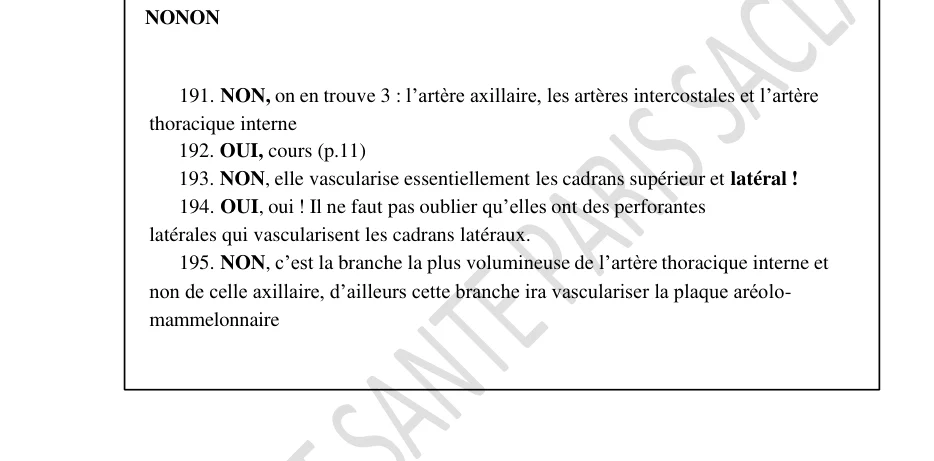 NONON
191. NON, on en trouve 3 : l'artère axillaire, les artères intercostales et l'artère
thoracique interne
192. OUI, cours (p.11)
193. NON, elle vascularise essentiellement les cadrans supérieur et latéral !
194. OUI, oui ! Il ne faut pas oublier qu'elles ont des perforantes
latérales qui vascularisent les cadrans latéraux.
195. NON, c'est la branche la plus volumineuse de l'artère thoracique interne et
non de celle axillaire, d'ailleurs cette branche ira vasculariser la plaque aréolo-
mammelonnaire
SANTE PARIS SACLA